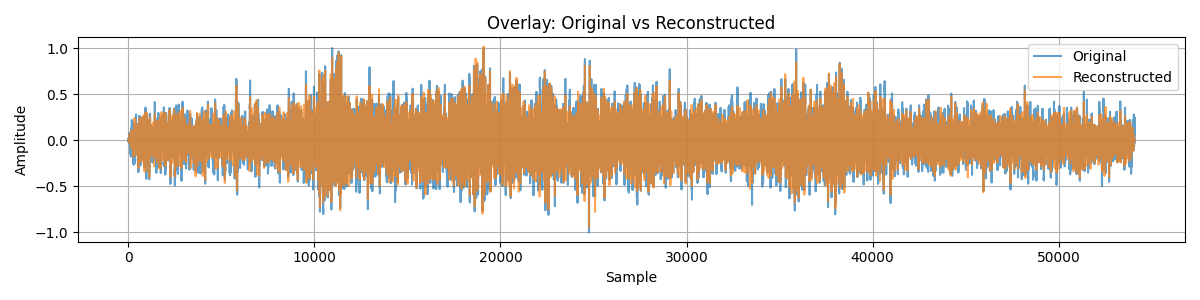 Overlay: Original vs Reconstructed
Original
Reconstructed
Amplitude
1.0
0.5
0.0
−0.5
−1.0
0
10000
20000
30000
40000
50000
Sample